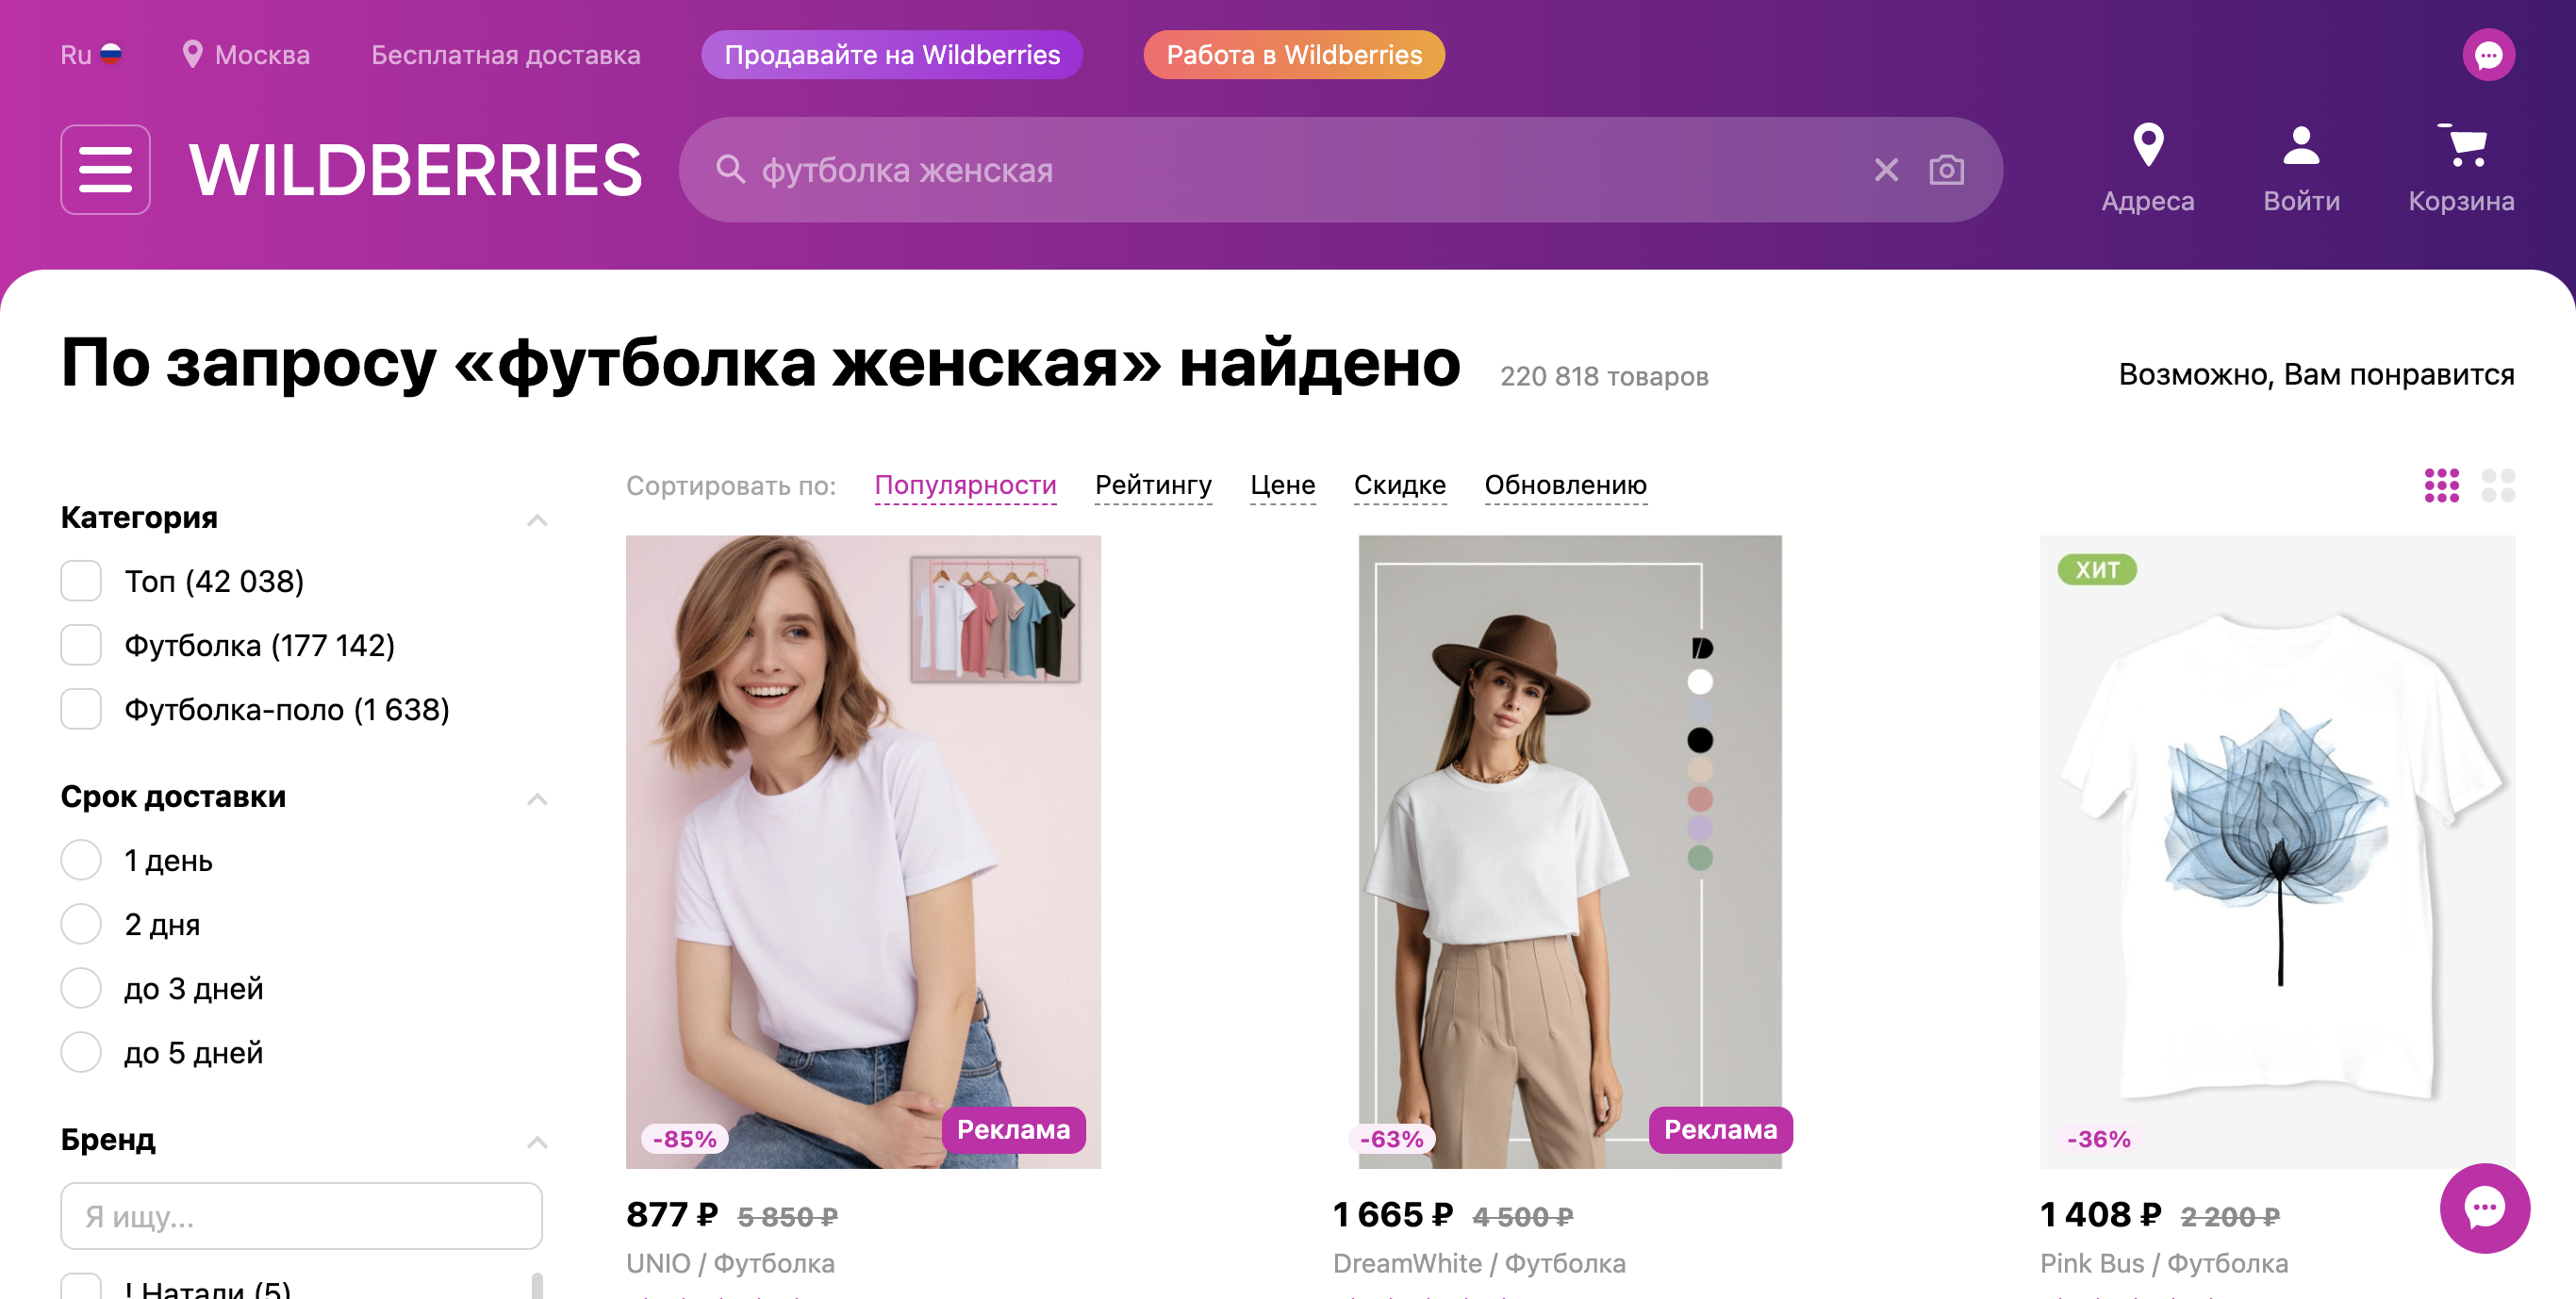 Ru
Москва
Бесплатная доставка
Продавайте на Wildberries
Работа в Wildberries
WILDBERRIES
футболка женская
Адреса
Войти
Корзина
По запросу «футболка женская» найдено
220 818 товаров
Возможно, Вам понравится
Сортировать по:
Популярности
Рейтингу
Цене
Скидке
Обновлению
Категория
Топ (42 038)
Футболка (177 142)
Футболка-поло (1 638)
Срок доставки
1 день
2 дня
до 3 дней
до 5 дней
Бренд
Я ищу...
! Натали (5)
-85%
Реклама
877 ₽
5 850 ₽
UNIO / Футболка
-63%
Реклама
1 665 ₽
4 500 ₽
DreamWhite / Футболка
ХИТ
-36%
1 408 ₽
2 200 ₽
Pink Bus / Футболка